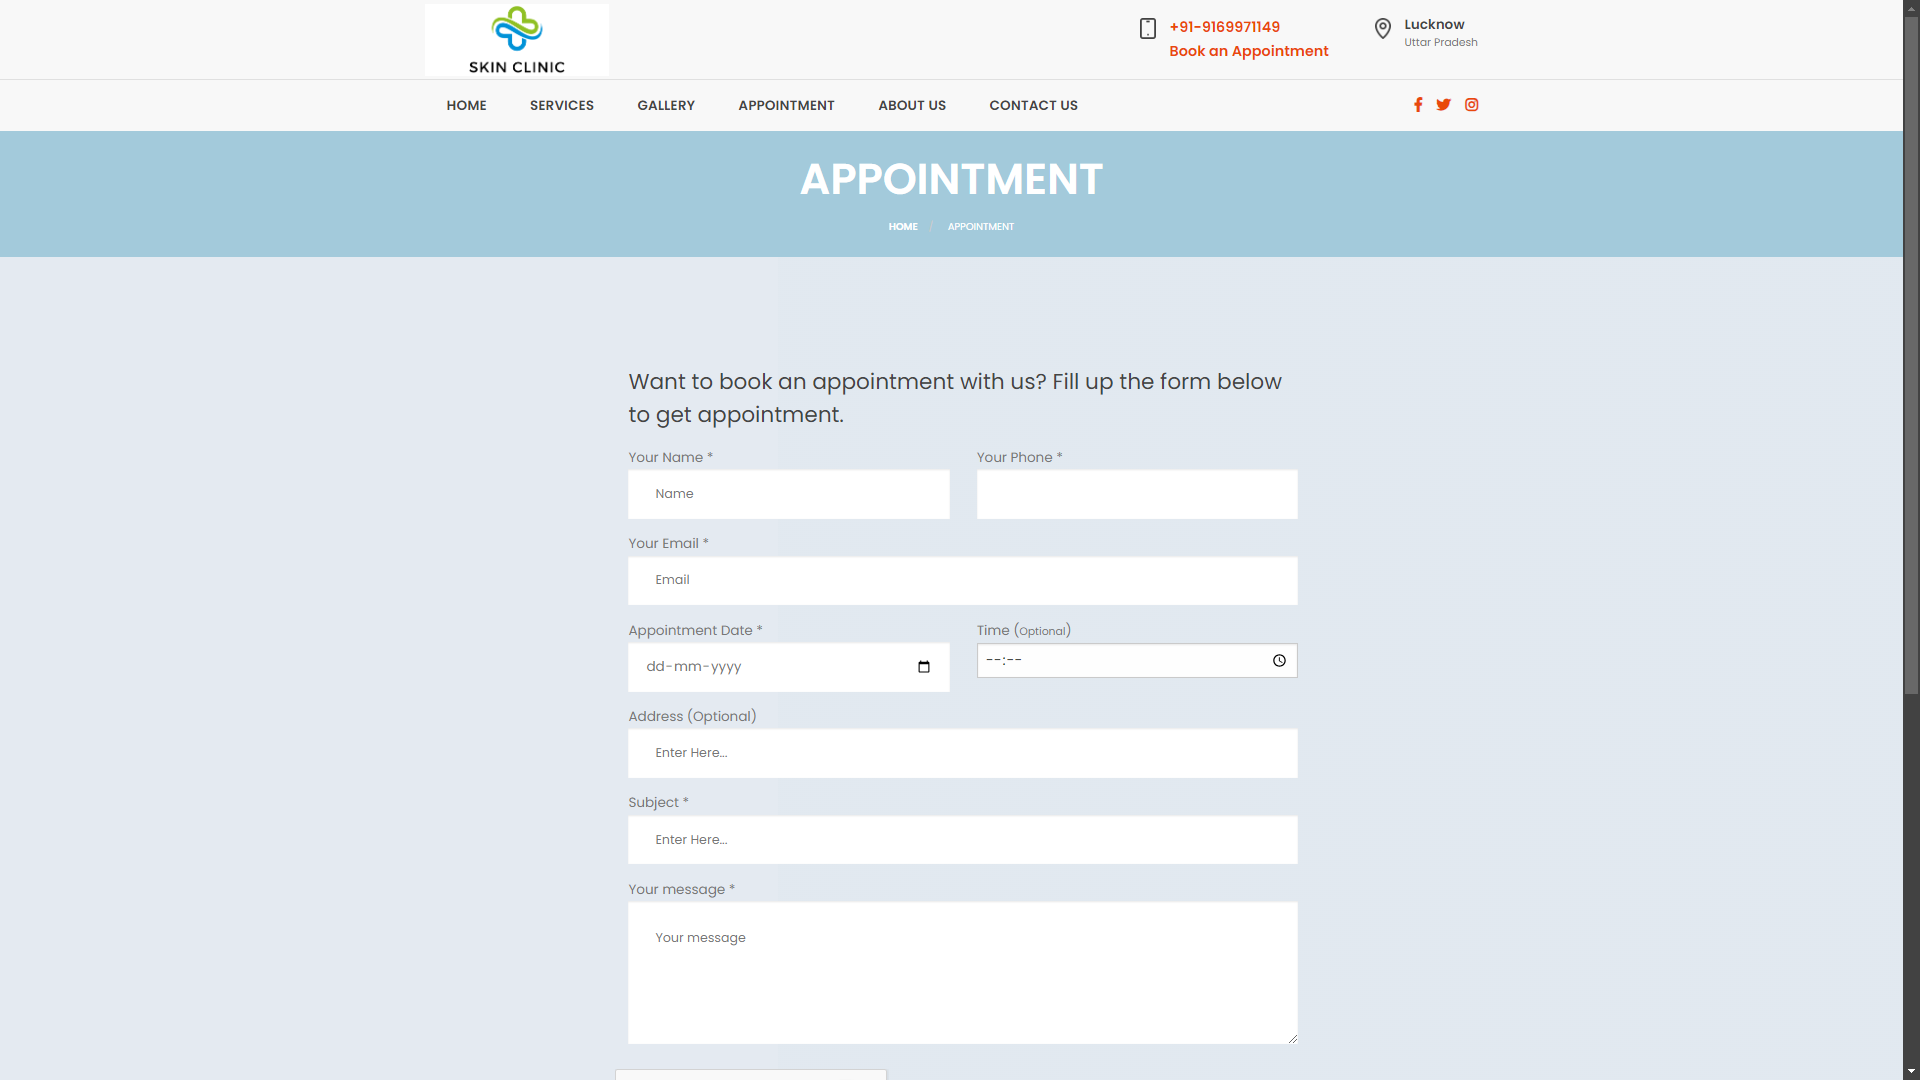 SKIN CLINIC
+91-9169971149
Book an Appointment
Lucknow
Uttar Pradesh
HOME SERVICES GALLERY APPOINTMENT ABOUT US CONTACT US
APPOINTMENT
HOME / APPOINTMENT
Want to book an appointment with us? Fill up the form below
to get appointment.
Your Name * Your Phone *
Name
Your Email *
Email
Appointment Date * Time (Optional)
dd-mm-yyyy --:--
Address (Optional)
Enter Here...
Subject *
Enter Here...
Your message *
Your message